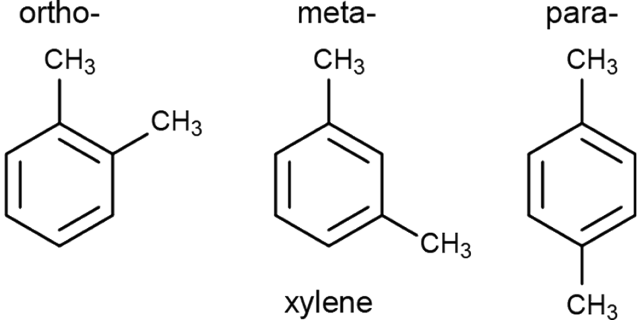 ortho- meta- para-
CH3 CH3 CH3
CH3
CH3
xylene
CH3